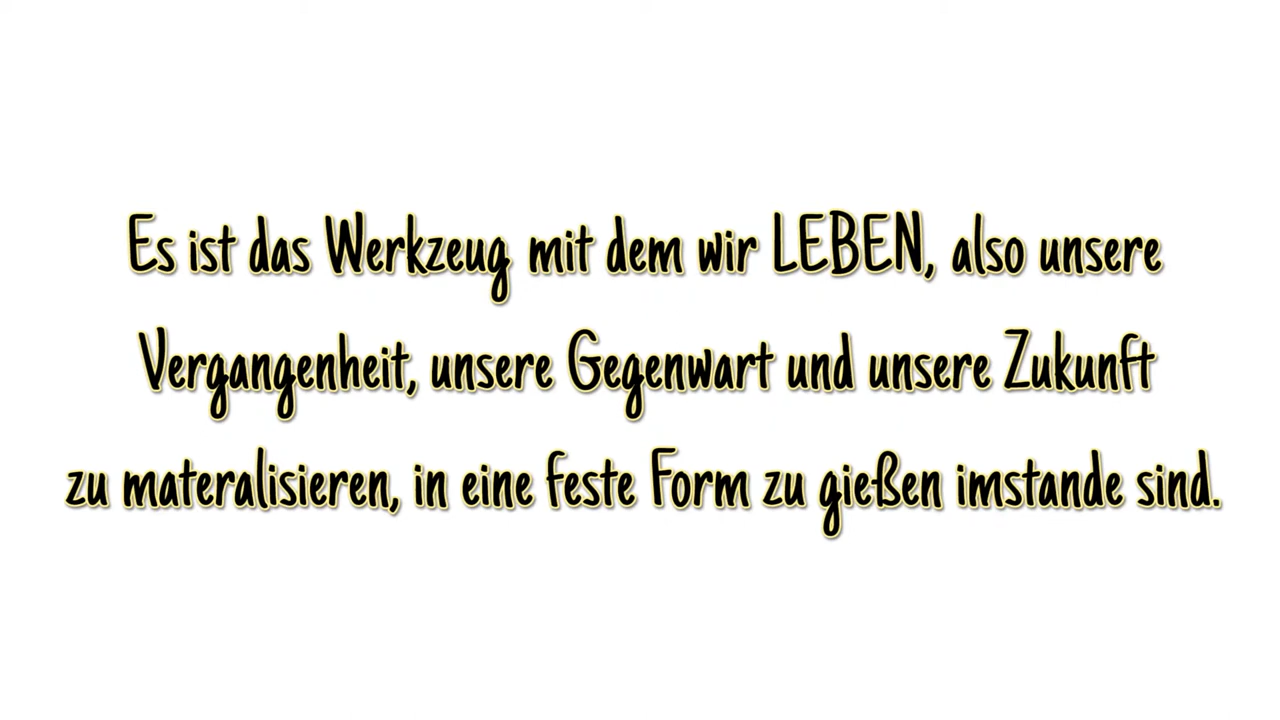 Es ist das Werkzeug mit dem wir LEBEN, also unsere
Vergangenheit, unsere Gegenwart und unsere Zukunft
zu materalisieren, in eine feste Form zu gießen imstande sind.